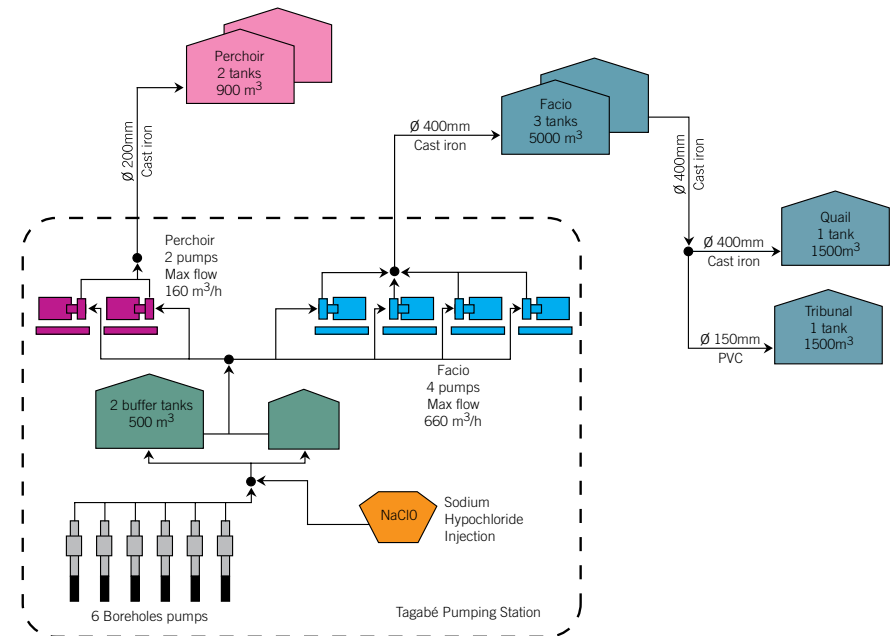 Perchoir
2 tanks
900 m³
Ø 200mm
Cast iron
Ø 400mm
Cast iron
Facio
3 tanks
5000 m³
Ø 400mm
Cast iron
Quail
1 tank
1500m³
Ø 400mm
Cast iron
Tribunal
1 tank
1500m³
Ø 150mm
PVC
Perchoir
2 pumps
Max flow
160 m³/h
Facio
4 pumps
Max flow
660 m³/h
2 buffer tanks
500 m³
NaCl0
Sodium
Hypochloride
Injection
6 Boreholes pumps
Tagabé Pumping Station